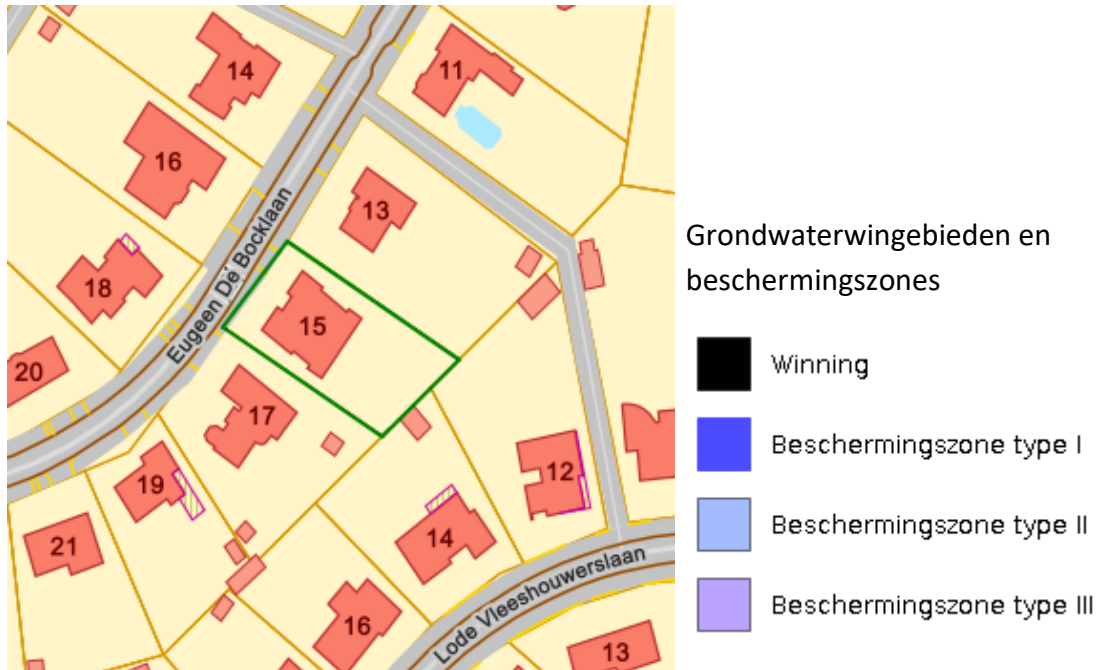 14
11
16
13
Eugeen De Bocklaan
18
15
20
17
19
12
21
14
Lode Vleeshouwerslaan
16
13
Grondwaterwingebieden en
beschermingszones
Winning
Beschermingszone type I
Beschermingszone type II
Beschermingszone type III